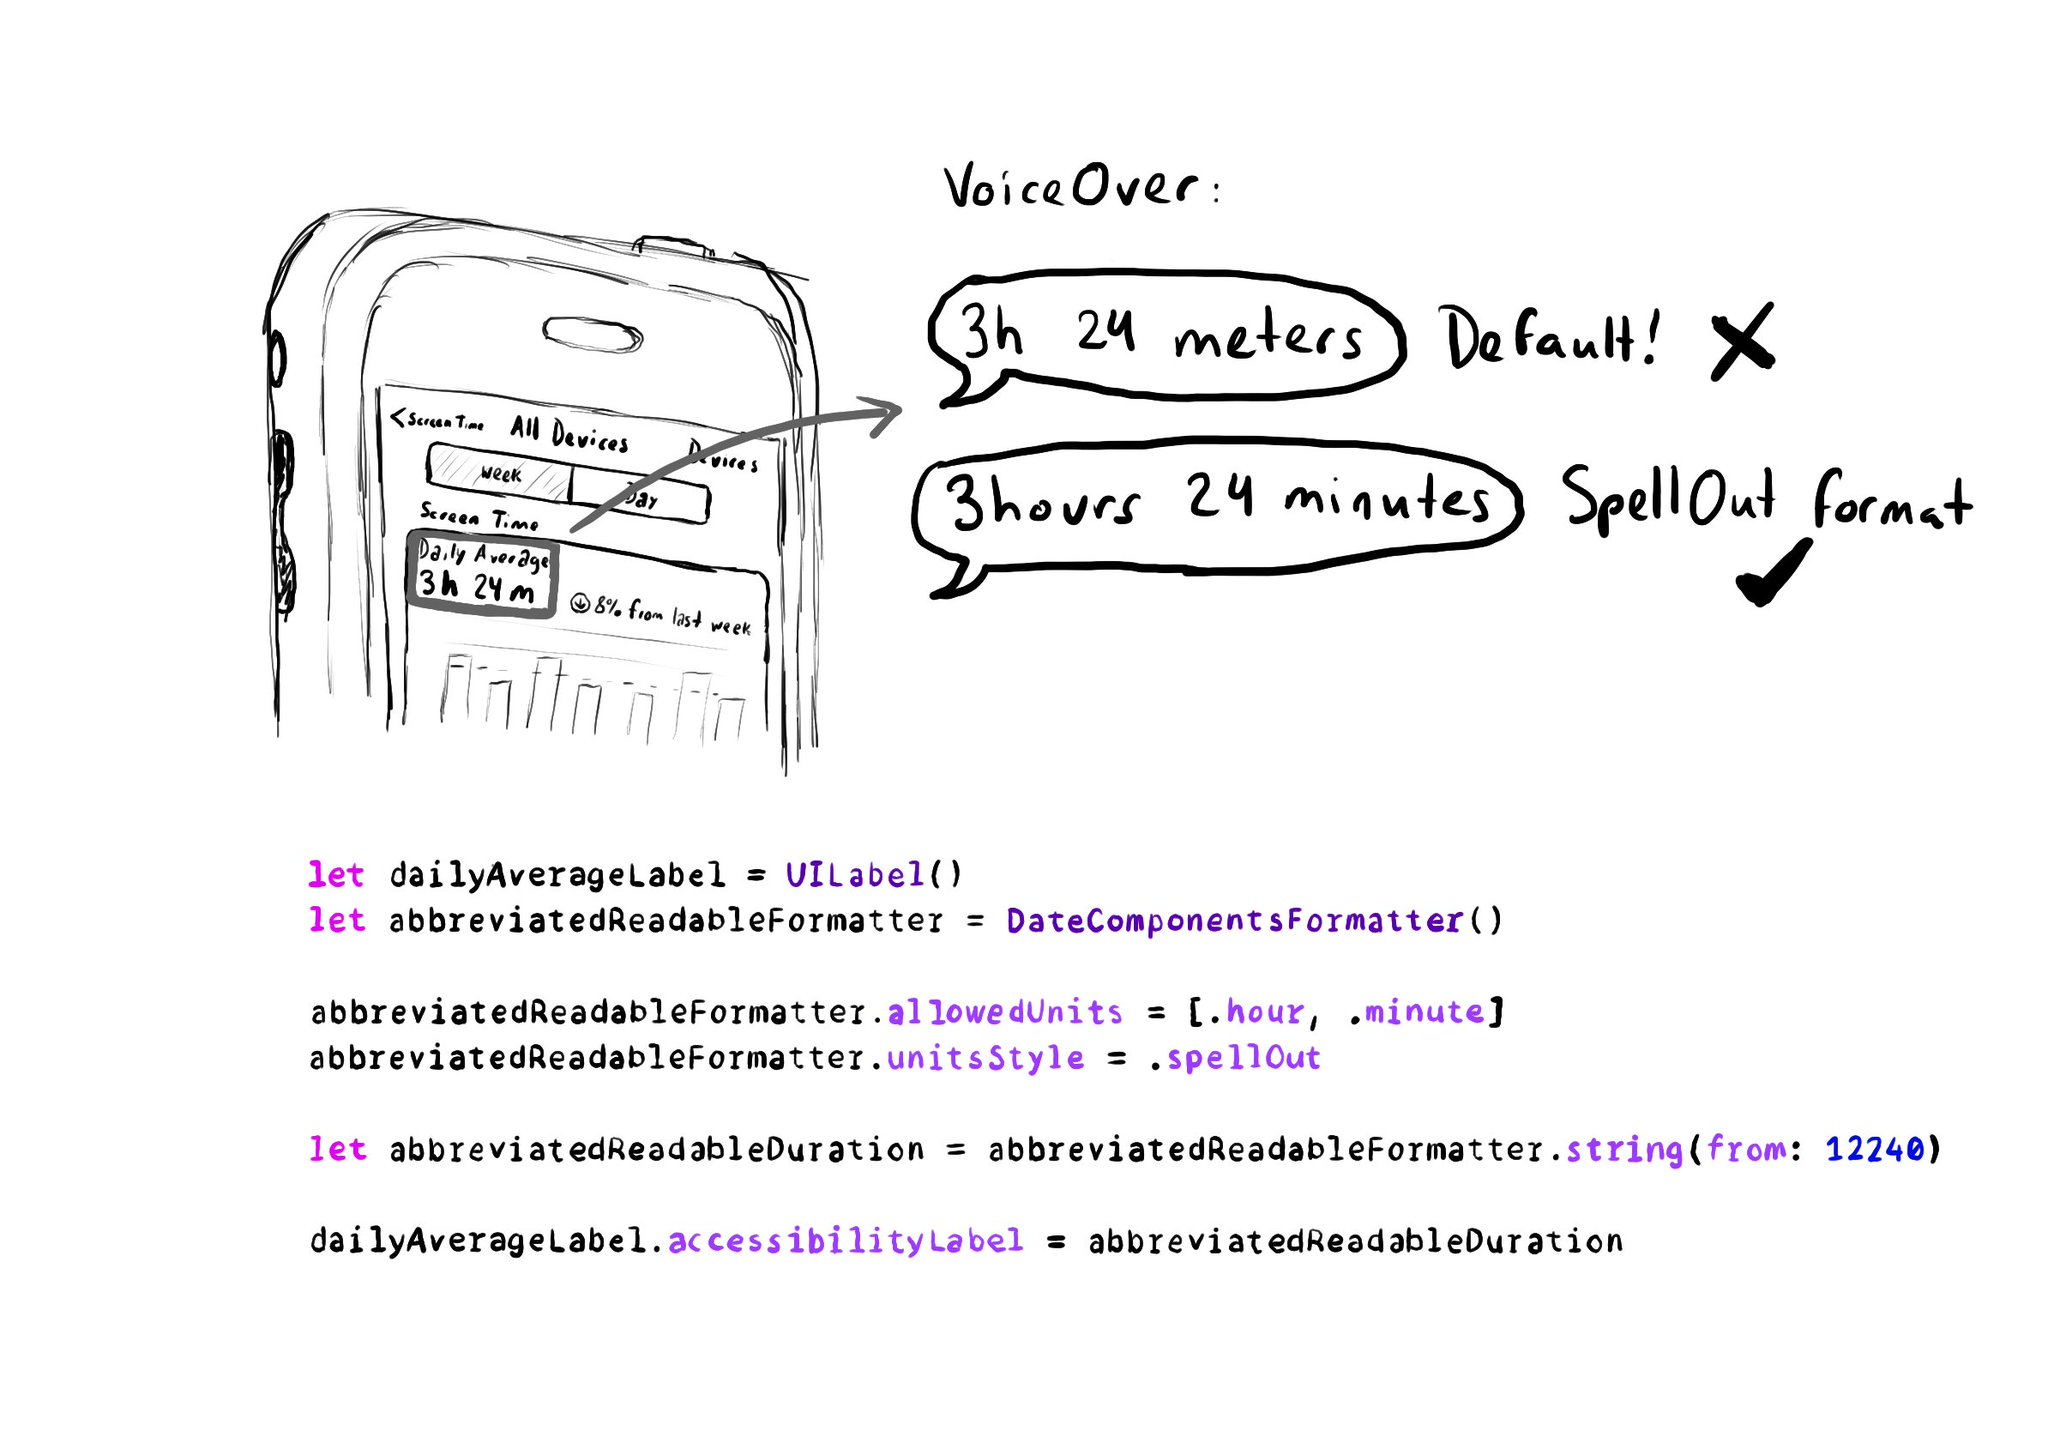 VoiceOver:
3h 24 meters Default!
3hours 24 minutes SpellOut format
< Screen Time All Devices Devices
Week Day
Screen Time
Daily Average
3h 24m
8% from last week
let dailyAverageLabel = UILabel()
let abbreviatedReadableFormatter = DateComponentsFormatter()
abbreviatedReadableFormatter.allowedUnits = [.hour, .minute]
abbreviatedReadableFormatter.unitsStyle = .spellOut
let abbreviatedReadableDuration = abbreviatedReadableFormatter.string(from: 12240)
dailyAverageLabel.accessibilityLabel = abbreviatedReadableDuration